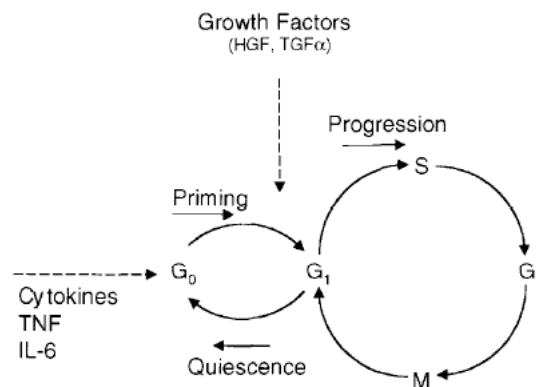 Growth Factors
(HGF, TGFα)
Progression
S
Priming
G₀
G₁
G
Cytokines
TNF
IL-6
Quiescence
M